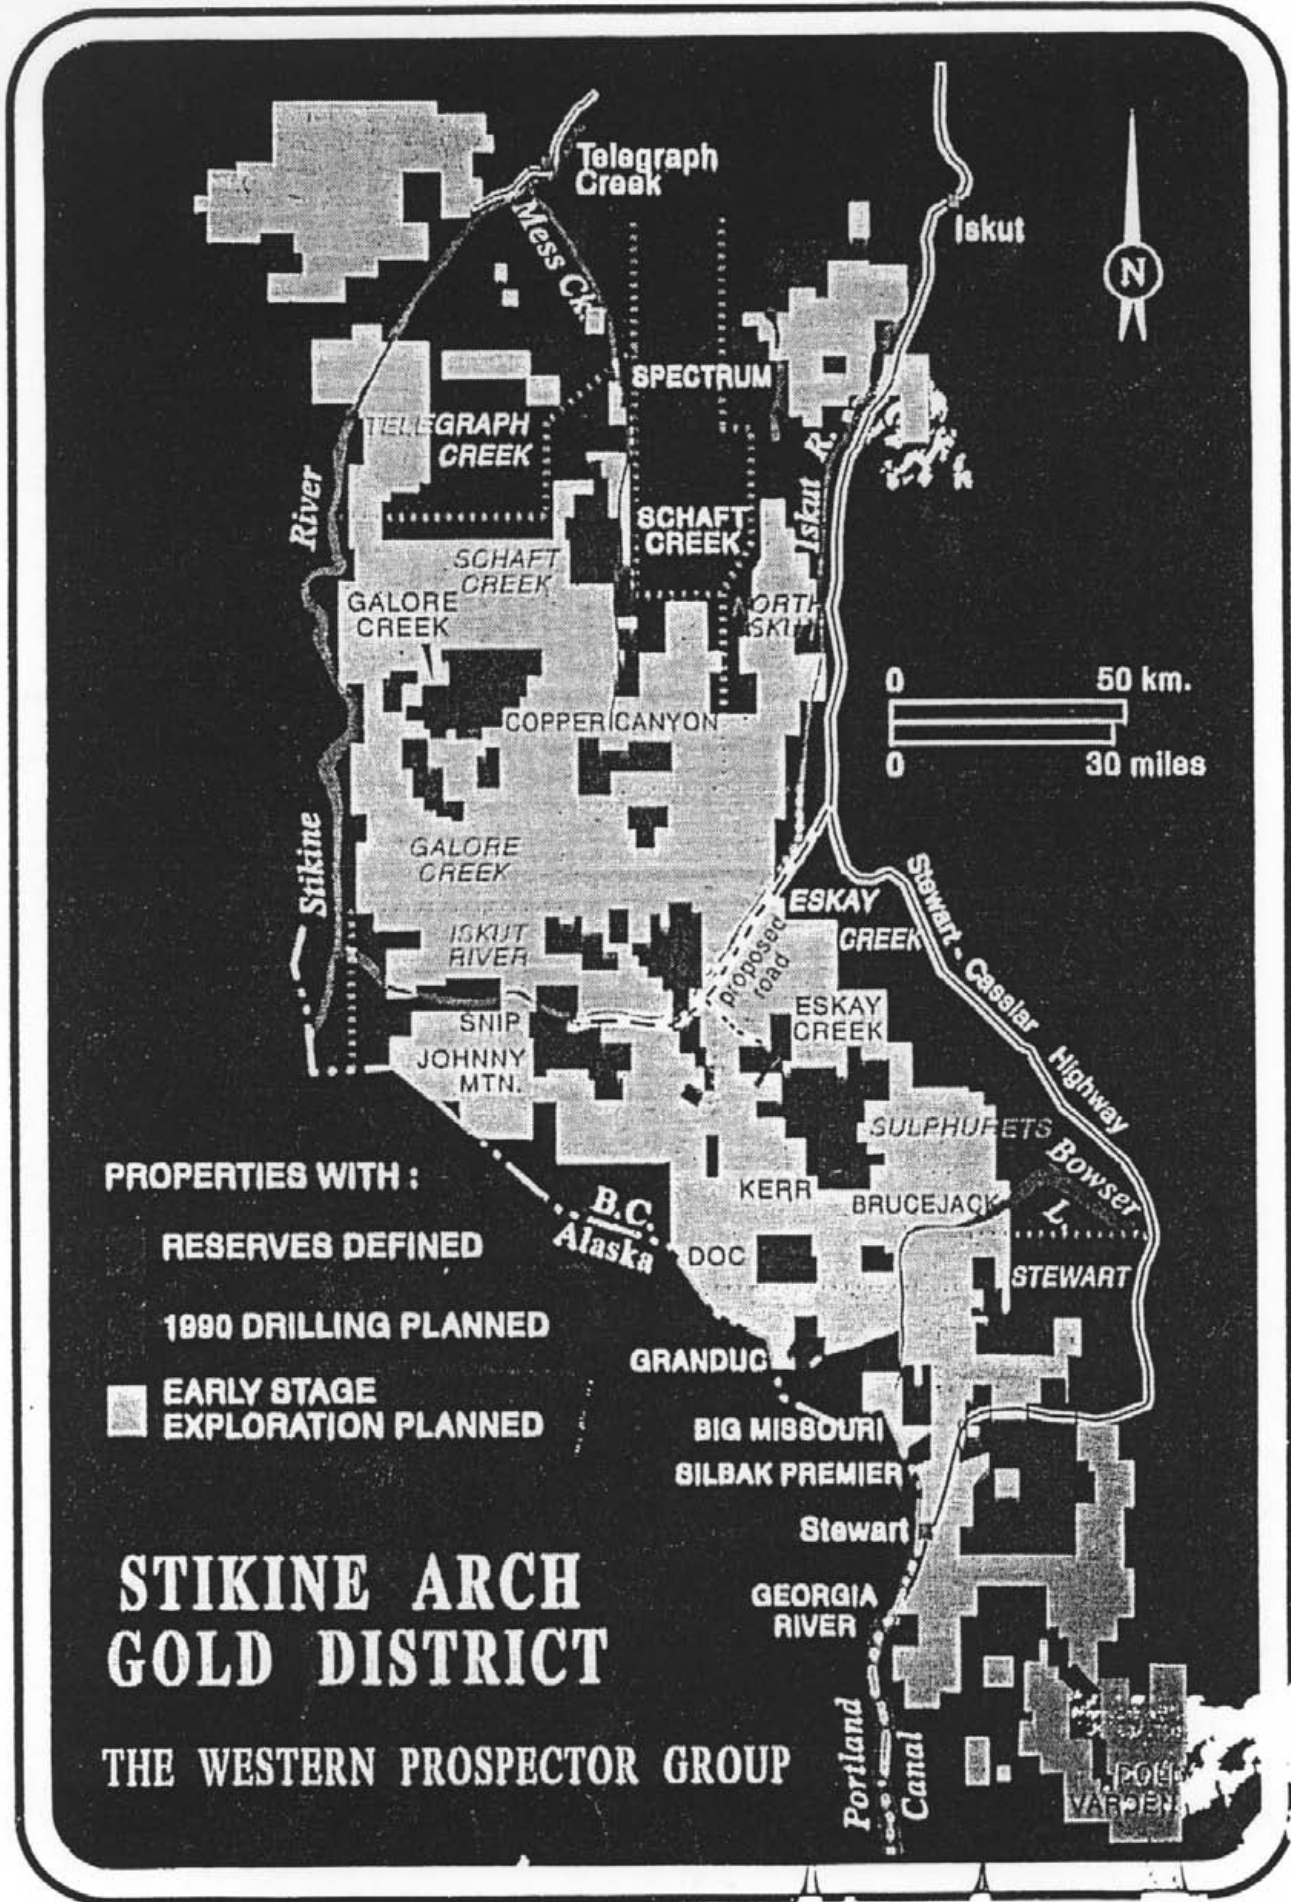 Telegraph
Creek
Mess Ck.
Iskut
N
SPECTRUM
TELEGRAPH
CREEK
River
Iskut R.
SCHAFT
CREEK
SCHAFT
CREEK
GALORE
CREEK
0 50 km.
0 30 miles
COPPER CANYON
Stikine
GALORE
CREEK
ESKAY
CREEK
Stewart - Cassiar Highway
ISKUT
RIVER
proposed
road
SNIP
ESKAY
CREEK
JOHNNY
MTN.
SULPHURETS
Bowser
L.
KERR
BRUCEJACK
B.C.
Alaska
DOC
STEWART
PROPERTIES WITH :
RESERVES DEFINED
1990 DRILLING PLANNED
EARLY STAGE
EXPLORATION PLANNED
GRANDUC
BIG MISSOURI
SILBAK PREMIER
Stewart
GEORGIA
RIVER
Portland
Canal
VARDEN
STIKINE ARCH
GOLD DISTRICT
THE WESTERN PROSPECTOR GROUP